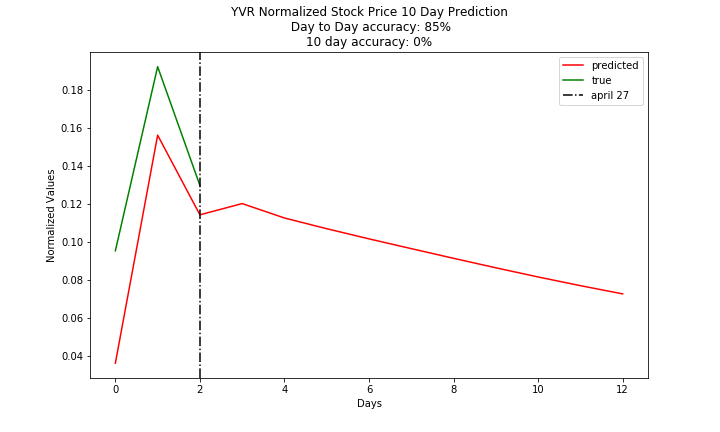 YVR Normalized Stock Price 10 Day Prediction
Day to Day accuracy: 85%
10 day accuracy: 0%
predicted
true
april 27
Normalized Values
0.18
0.16
0.14
0.12
0.10
0.08
0.06
0.04
0 2 4 6 8 10 12
Days